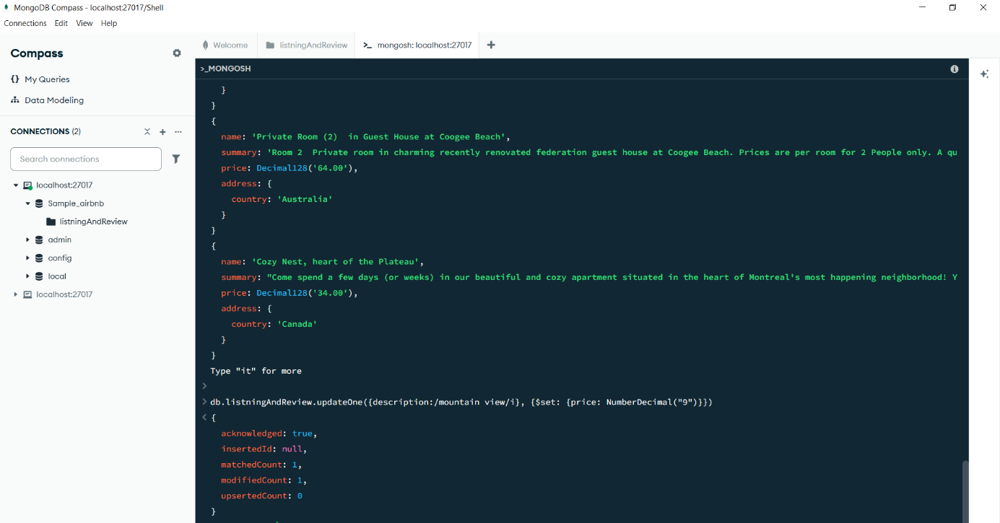 MongoDB Compass - localhost:27017/Shell
Connections Edit View Help
Compass
Welcome
listningAndReview
>_ mongosh: localhost:27017
{} My Queries
Data Modeling
CONNECTIONS (2)
Search connections
localhost:27017
Sample_airbnb
listningAndReview
admin
config
local
localhost:27017
>_MONGOSH
}
}
{
name: 'Private Room (2)  in Guest House at Coogee Beach',
summary: 'Room 2  Private room in charming recently renovated federation guest house at Coogee Beach. Prices are per room for 2 People only. A qu
price: Decimal128('64.00'),
address: {
country: 'Australia'
}
}
{
name: 'Cozy Nest, heart of the Plateau',
summary: "Come spend a few days (or weeks) in our beautiful and cozy apartment situated in the heart of Montreal's most happening neighborhood! Y
price: Decimal128('34.00'),
address: {
country: 'Canada'
}
}
Type "it" for more
>
> db.listningAndReview.updateOne({description:/mountain view/i}, {$set: {price: NumberDecimal("9")}})
< {
acknowledged: true,
insertedId: null,
matchedCount: 1,
modifiedCount: 1,
upsertedCount: 0
}